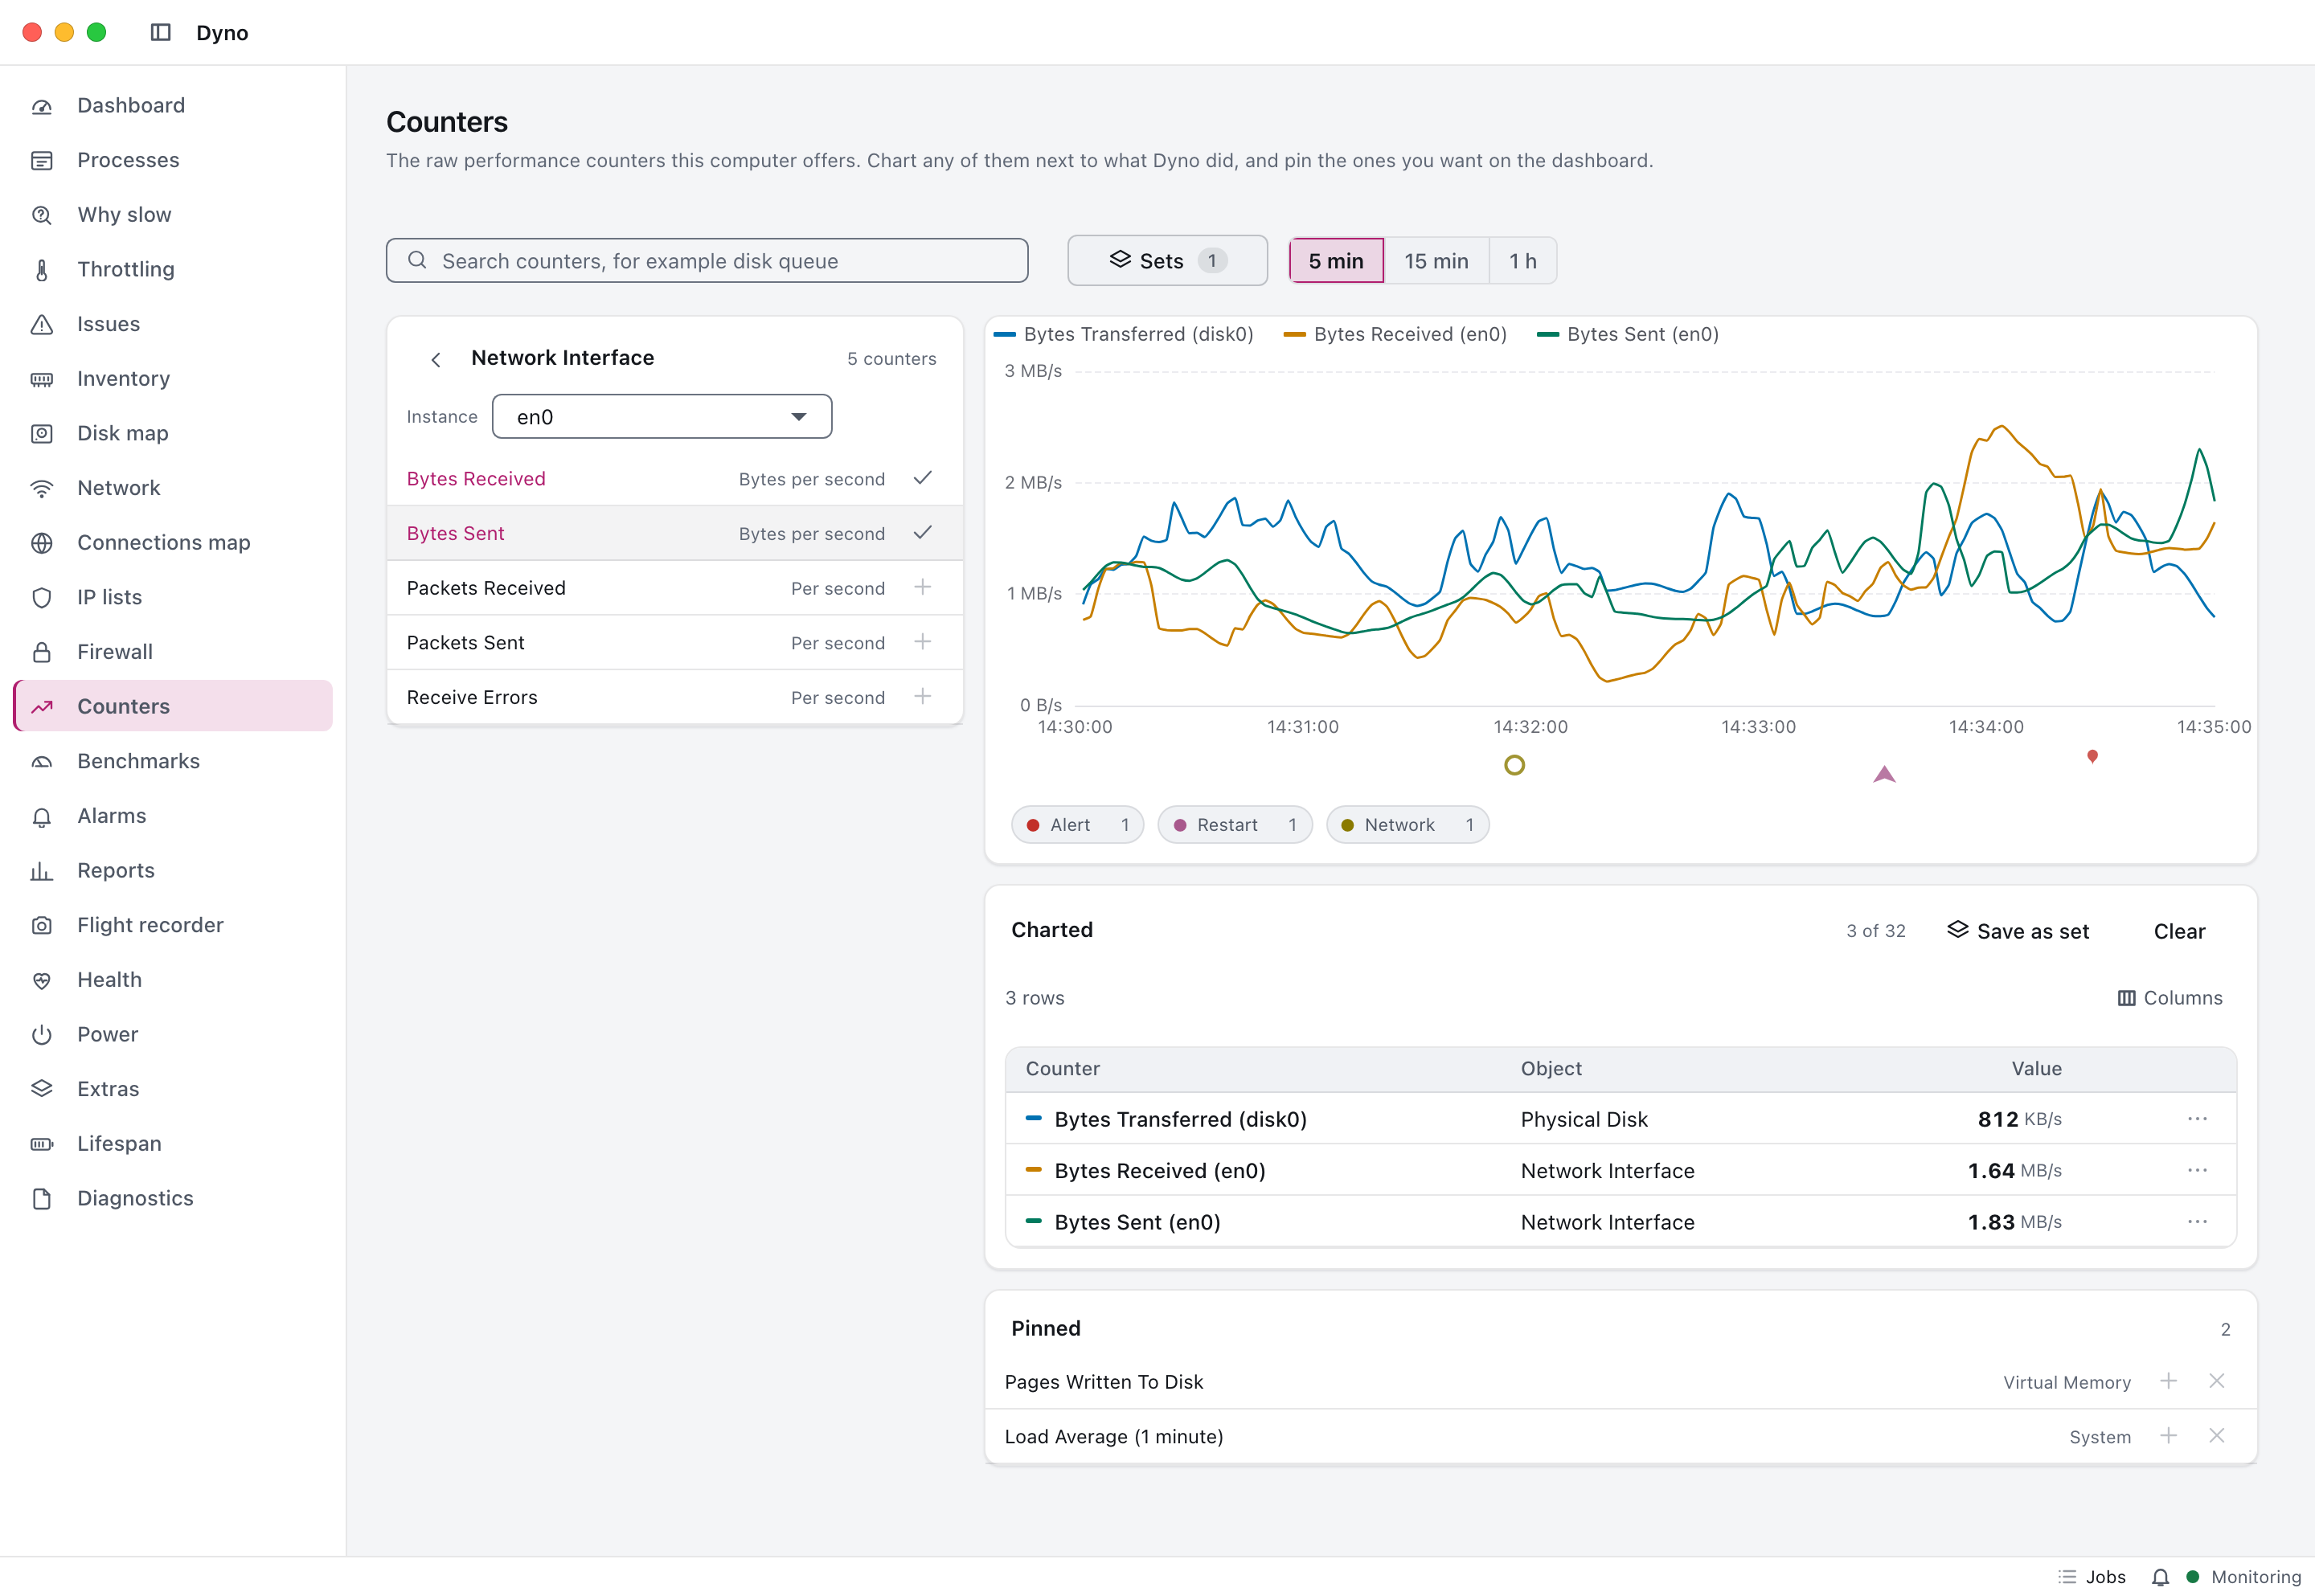 Dyno
Dashboard
Processes
Why slow
Throttling
Issues
Inventory
Disk map
Network
Connections map
IP lists
Firewall
Counters
Benchmarks
Alarms
Reports
Flight recorder
Health
Power
Extras
Lifespan
Diagnostics
Counters
The raw performance counters this computer offers. Chart any of them next to what Dyno did, and pin the ones you want on the dashboard.
Search counters, for example disk queue
Sets 1
5 min 15 min 1 h
Network Interface 5 counters
Instance en0
Bytes Received Bytes per second
Bytes Sent Bytes per second
Packets Received Per second
Packets Sent Per second
Receive Errors Per second
Bytes Transferred (disk0) Bytes Received (en0) Bytes Sent (en0)
3 MB/s
2 MB/s
1 MB/s
0 B/s
14:30:00 14:31:00 14:32:00 14:33:00 14:34:00 14:35:00
Alert 1 Restart 1 Network 1
Charted 3 of 32 Save as set Clear
3 rows Columns
Counter Object Value
Bytes Transferred (disk0) Physical Disk 812 KB/s
Bytes Received (en0) Network Interface 1.64 MB/s
Bytes Sent (en0) Network Interface 1.83 MB/s
Pinned 2
Pages Written To Disk Virtual Memory
Load Average (1 minute) System
Jobs Monitoring